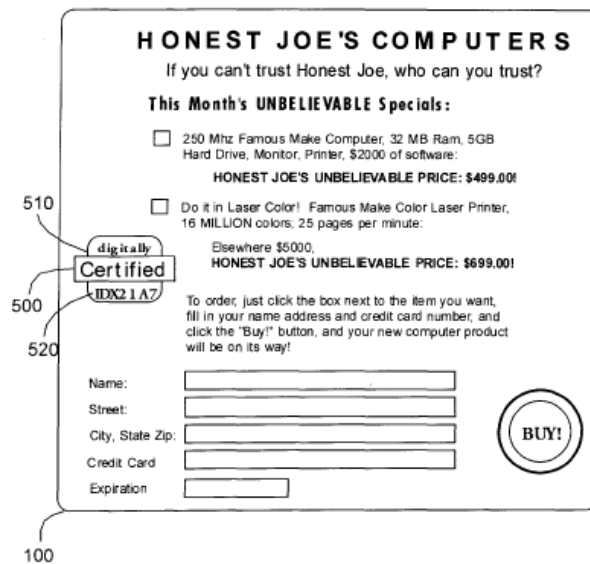 HONEST JOE'S COMPUTERS
If you can't trust Honest Joe, who can you trust?
This Month's UNBELIEVABLE Specials:
250 Mhz Famous Make Computer, 32 MB Ram, 5GB
Hard Drive, Monitor, Printer, $2000 of software:
HONEST JOE'S UNBELIEVABLE PRICE: $499.00!
510
Do it in Laser Color! Famous Make Color Laser Printer,
16 MILLION colors; 25 pages per minute:
digitally
Elsewhere $5000,
Certified
HONEST JOE'S UNBELIEVABLE PRICE: $699.00!
500
IDX21A7
520
To order, just click the box next to the item you want,
fill in your name address and credit card number, and
click the "Buy!" button, and your new computer product
will be on its way!
Name:
Street:
City, State Zip:
Credit Card
Expiration
BUY!
100